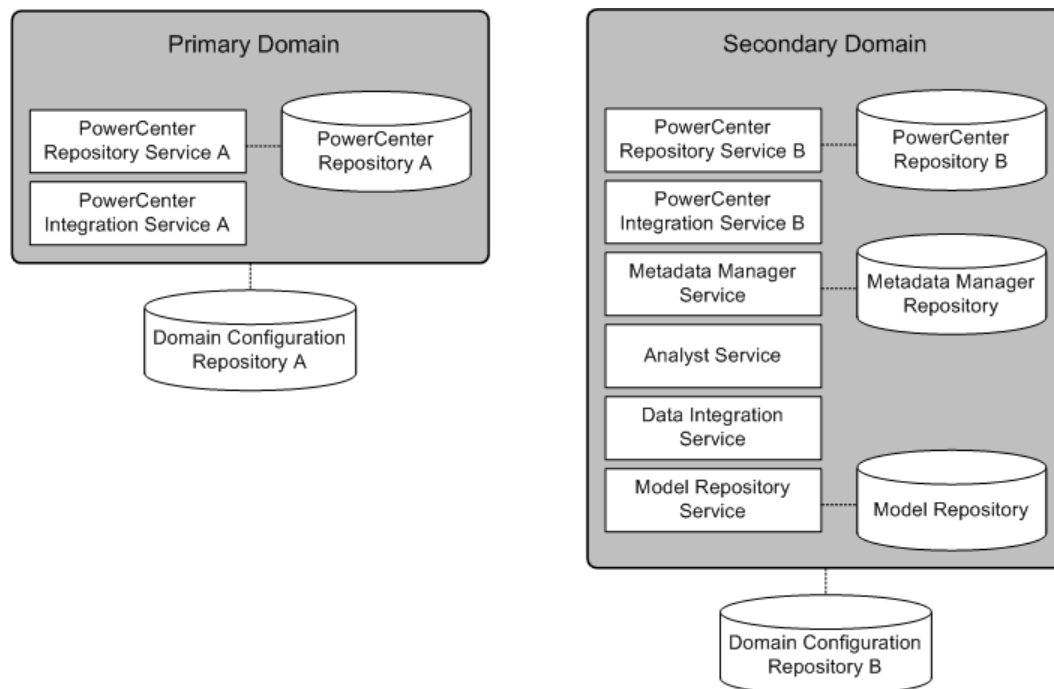 Primary Domain
PowerCenter
Repository Service A
PowerCenter
Repository A
PowerCenter
Integration Service A
Domain Configuration
Repository A
Secondary Domain
PowerCenter
Repository Service B
PowerCenter
Repository B
PowerCenter
Integration Service B
Metadata Manager
Service
Metadata Manager
Repository
Analyst Service
Data Integration
Service
Model Repository
Service
Model Repository
Domain Configuration
Repository B